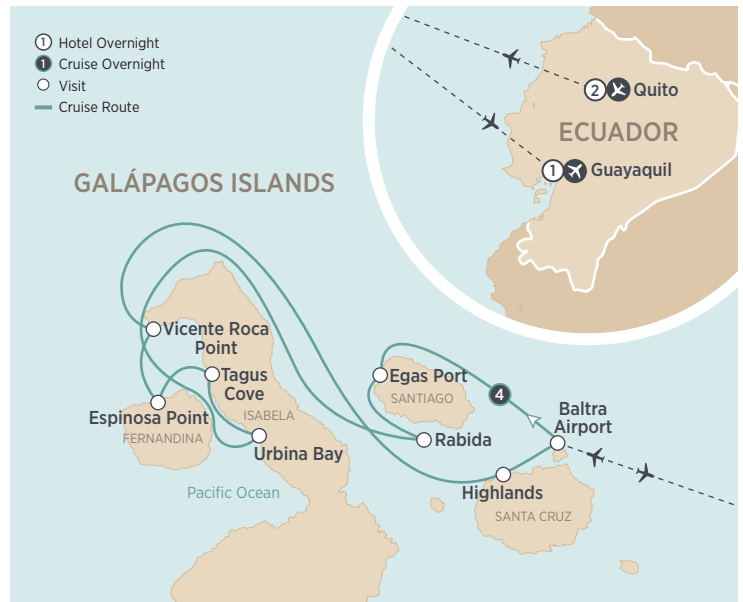 1 Hotel Overnight
1 Cruise Overnight
Visit
Cruise Route
GALÁPAGOS ISLANDS
2 Quito
ECUADOR
1 Guayaquil
Vicente Roca
Point
Tagus
Cove
Espinosa Point
FERNANDINA
ISABELA
Urbina Bay
Pacific Ocean
Egas Port
SANTIAGO
4
Rabida
Baltra
Airport
Highlands
SANTA CRUZ